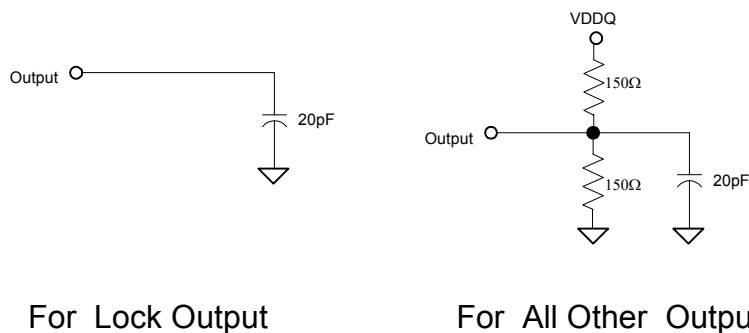 VDDQ
Output
20pF
150Ω
Output
150Ω
20pF
For Lock Output
For All Other Outpu